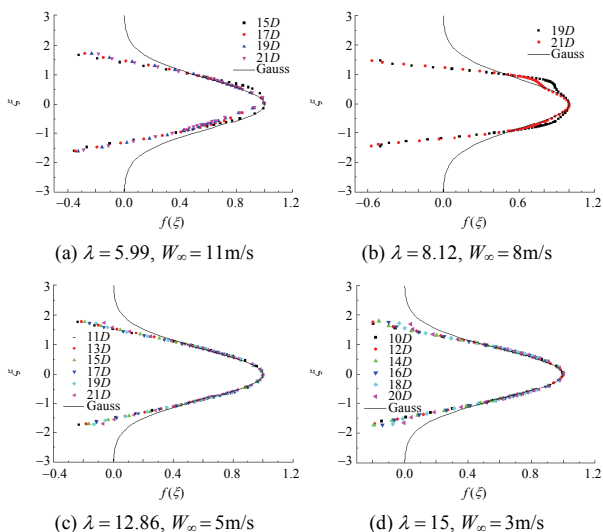 3
2
1
0
−1
−2
−3
ξ
15D
17D
19D
21D
Gauss
−0.4
0.0
0.4
0.8
1.2
f(ξ)
(a) λ = 5.99, W∞ = 11m/s
3
2
1
0
−1
−2
−3
ξ
19D
21D
Gauss
−0.6
0.0
0.6
1.2
f(ξ)
(b) λ = 8.12, W∞ = 8m/s
3
2
1
0
−1
−2
−3
ξ
11D
13D
15D
17D
19D
21D
Gauss
−0.4
0.0
0.4
0.8
1.2
f(ξ)
(c) λ = 12.86, W∞ = 5m/s
3
2
1
0
−1
−2
−3
ξ
10D
12D
14D
16D
18D
20D
Gauss
0.0
0.4
0.8
1.2
f(ξ)
(d) λ = 15, W∞ = 3m/s